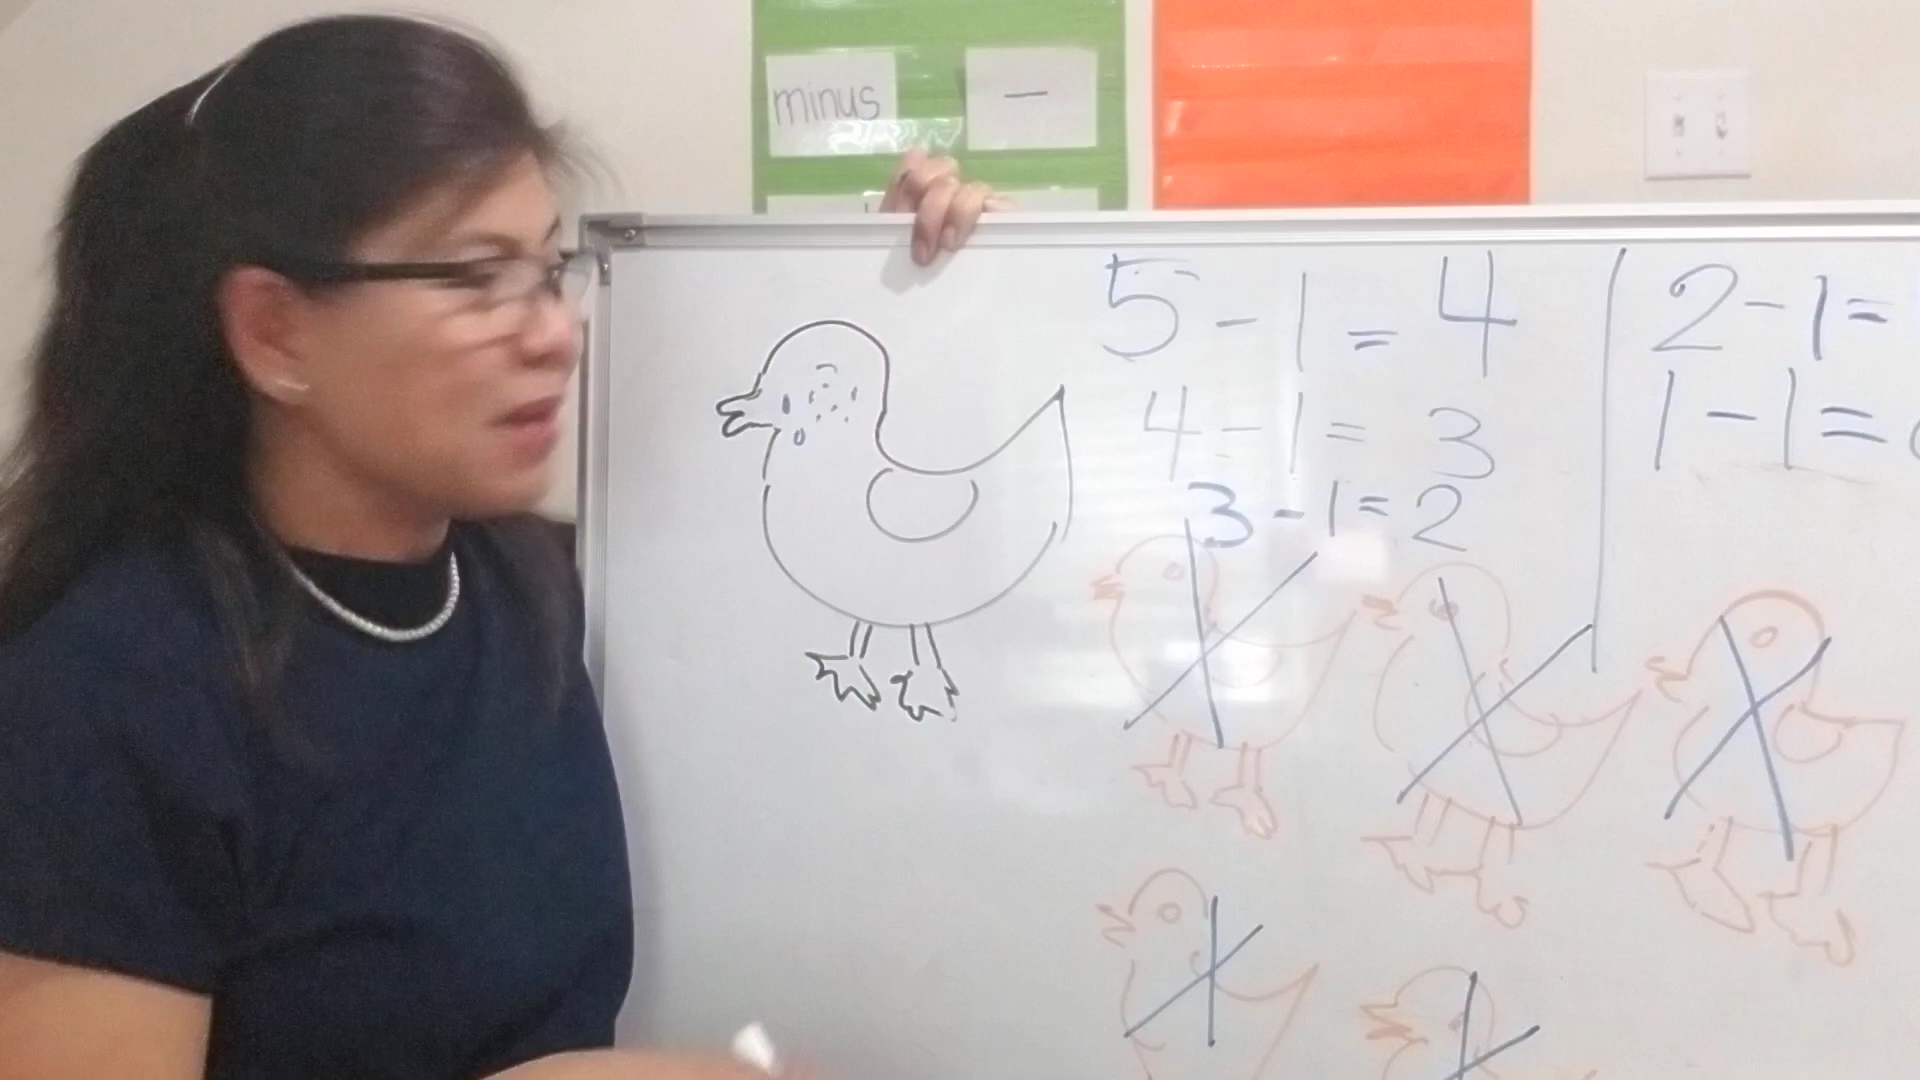 minus −
5 - 1 = 4
4 - 1 = 3
3 - 1 = 2
2 - 1 =
1 - 1 =